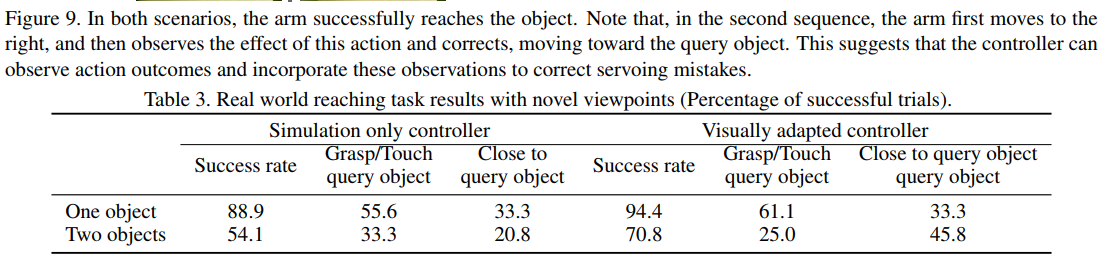 Figure 9. In both scenarios, the arm successfully reaches the object. Note that, in the second sequence, the arm first moves to the
right, and then observes the effect of this action and corrects, moving toward the query object. This suggests that the controller can
observe action outcomes and incorporate these observations to correct servoing mistakes.
Table 3. Real world reaching task results with novel viewpoints (Percentage of successful trials).
Simulation only controller Visually adapted controller
Success rate Grasp/Touch query object Close to query object Success rate Grasp/Touch query object Close to query object query object
One object 88.9 55.6 33.3 94.4 61.1 33.3
Two objects 54.1 33.3 20.8 70.8 25.0 45.8